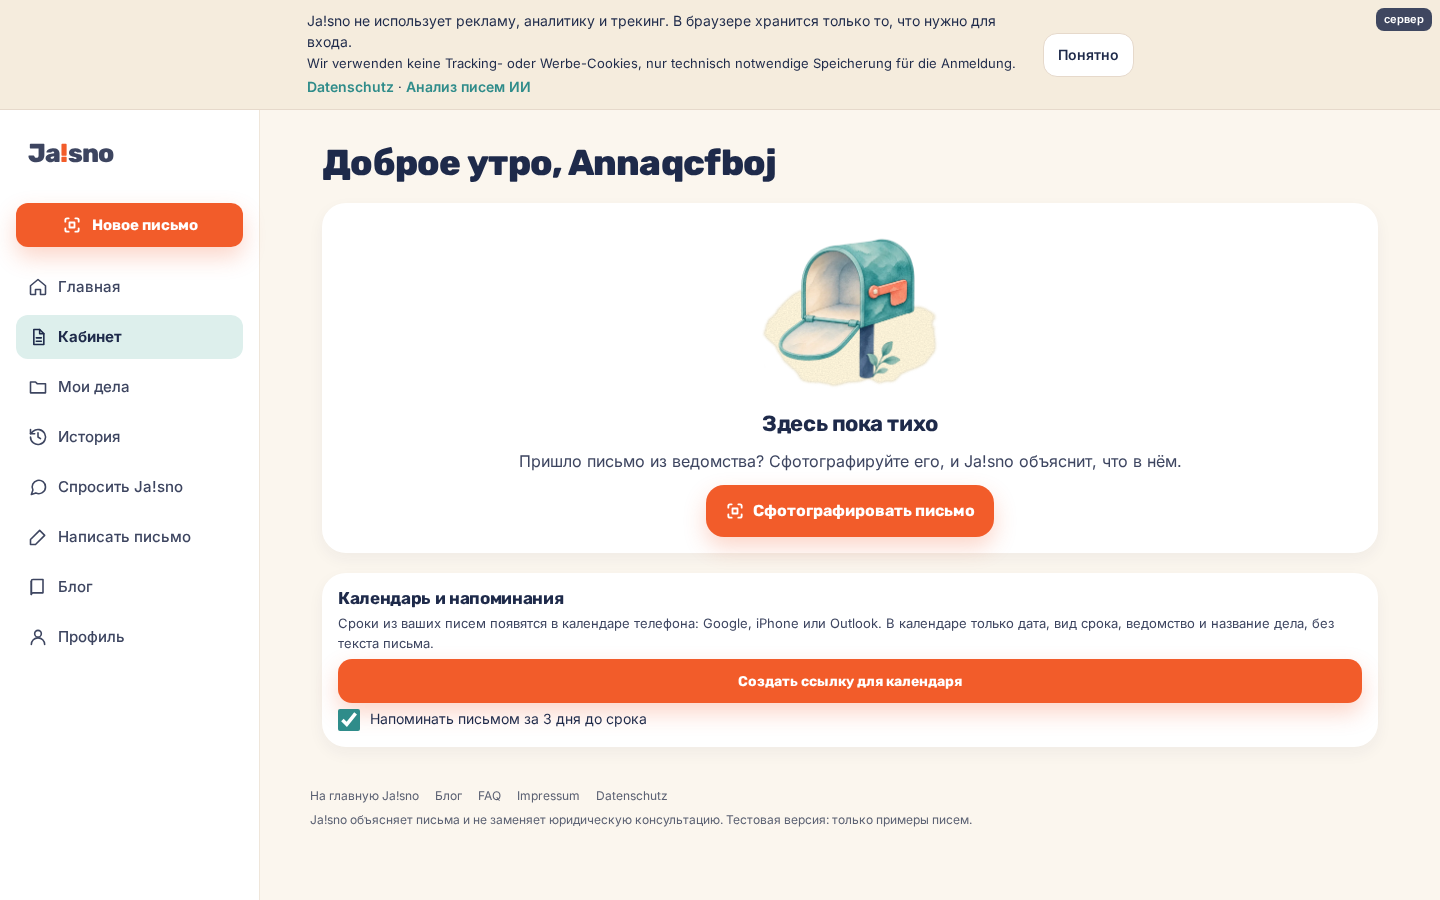 Ja!sno не использует рекламу, аналитику и трекинг. В браузере хранится только то, что нужно для
входа.
Wir verwenden keine Tracking- oder Werbe-Cookies, nur technisch notwendige Speicherung für die Anmeldung.
Datenschutz · Анализ писем ИИ
Понятно
сервер
Ja!sno
Новое письмо
Главная
Кабинет
Мои дела
История
Спросить Ja!sno
Написать письмо
Блог
Профиль
Доброе утро, Annaqcfboj
Здесь пока тихо
Пришло письмо из ведомства? Сфотографируйте его, и Ja!sno объяснит, что в нём.
Сфотографировать письмо
Календарь и напоминания
Сроки из ваших писем появятся в календаре телефона: Google, iPhone или Outlook. В календаре только дата, вид срока, ведомство и название дела, без
текста письма.
Создать ссылку для календаря
Напоминать письмом за 3 дня до срока
На главную Ja!sno Блог FAQ Impressum Datenschutz
Ja!sno объясняет письма и не заменяет юридическую консультацию. Тестовая версия: только примеры писем.